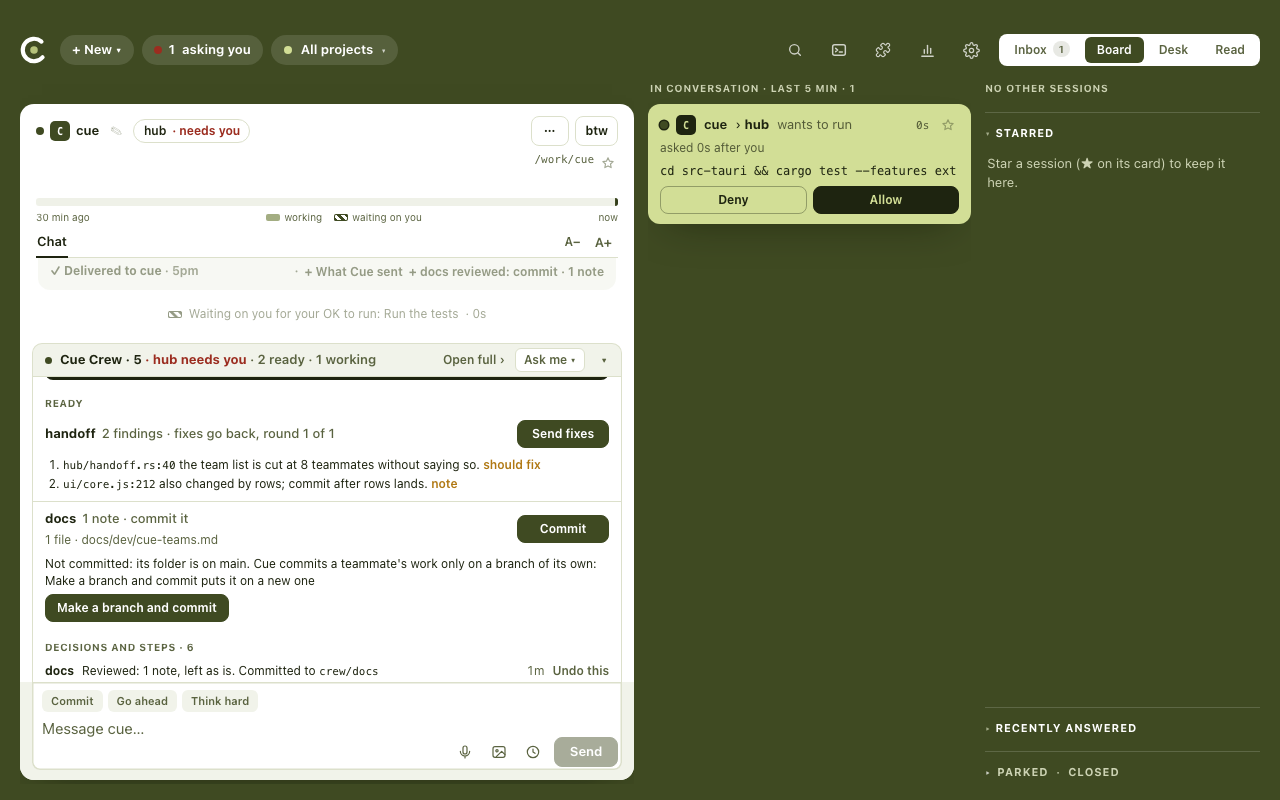 + New ▾
1 asking you
All projects
Inbox 1
Board
Desk
Read
C cue
hub · needs you
···
btw
/work/cue
30 min ago
working
waiting on you
now
Chat
A− A+
✓ Delivered to cue · 5pm
· + What Cue sent + docs reviewed: commit · 1 note
Waiting on you for your OK to run: Run the tests · 0s
Cue Crew · 5 · hub needs you · 2 ready · 1 working
Open full ›
Ask me ▾
READY
handoff 2 findings · fixes go back, round 1 of 1
Send fixes
1. hub/handoff.rs:40 the team list is cut at 8 teammates without saying so. should fix
2. ui/core.js:212 also changed by rows; commit after rows lands. note
docs 1 note · commit it
1 file · docs/dev/cue-teams.md
Commit
Not committed: its folder is on main. Cue commits a teammate's work only on a branch of its own:
Make a branch and commit puts it on a new one
Make a branch and commit
DECISIONS AND STEPS · 6
docs Reviewed: 1 note, left as is. Committed to crew/docs
1m Undo this
Commit
Go ahead
Think hard
Message cue...
Send
IN CONVERSATION · LAST 5 MIN · 1
C cue › hub wants to run
0s
asked 0s after you
cd src-tauri && cargo test --features ext
Deny
Allow
NO OTHER SESSIONS
STARRED
Star a session (★ on its card) to keep it
here.
RECENTLY ANSWERED
PARKED · CLOSED